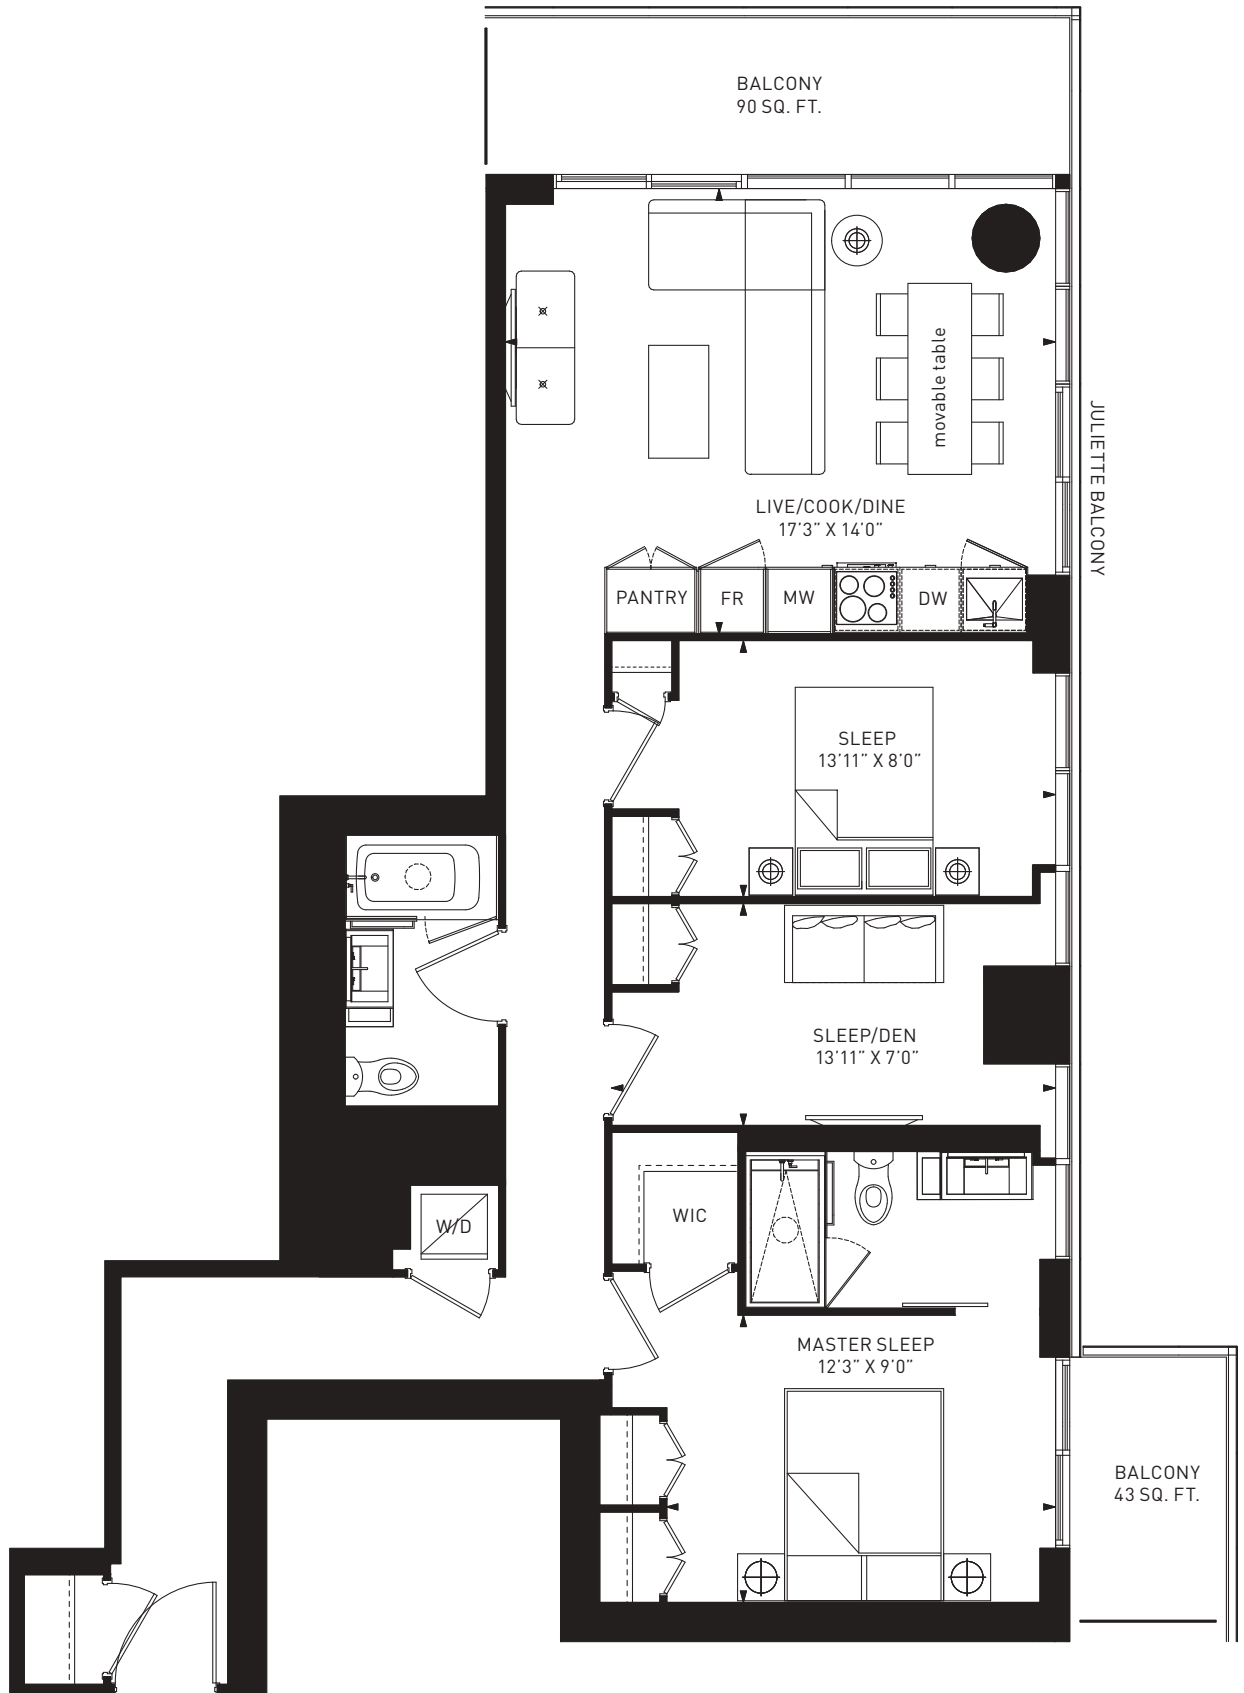 BALCONY
90 SQ. FT.
movable table
JULIETTE BALCONY
LIVE/COOK/DINE
17'3” X 14'0”
PANTRY
FR
MW
DW
SLEEP
13'11” X 8'0”
SLEEP/DEN
13'11” X 7'0”
W/D
WIC
MASTER SLEEP
12'3” X 9'0”
BALCONY
43 SQ. FT.